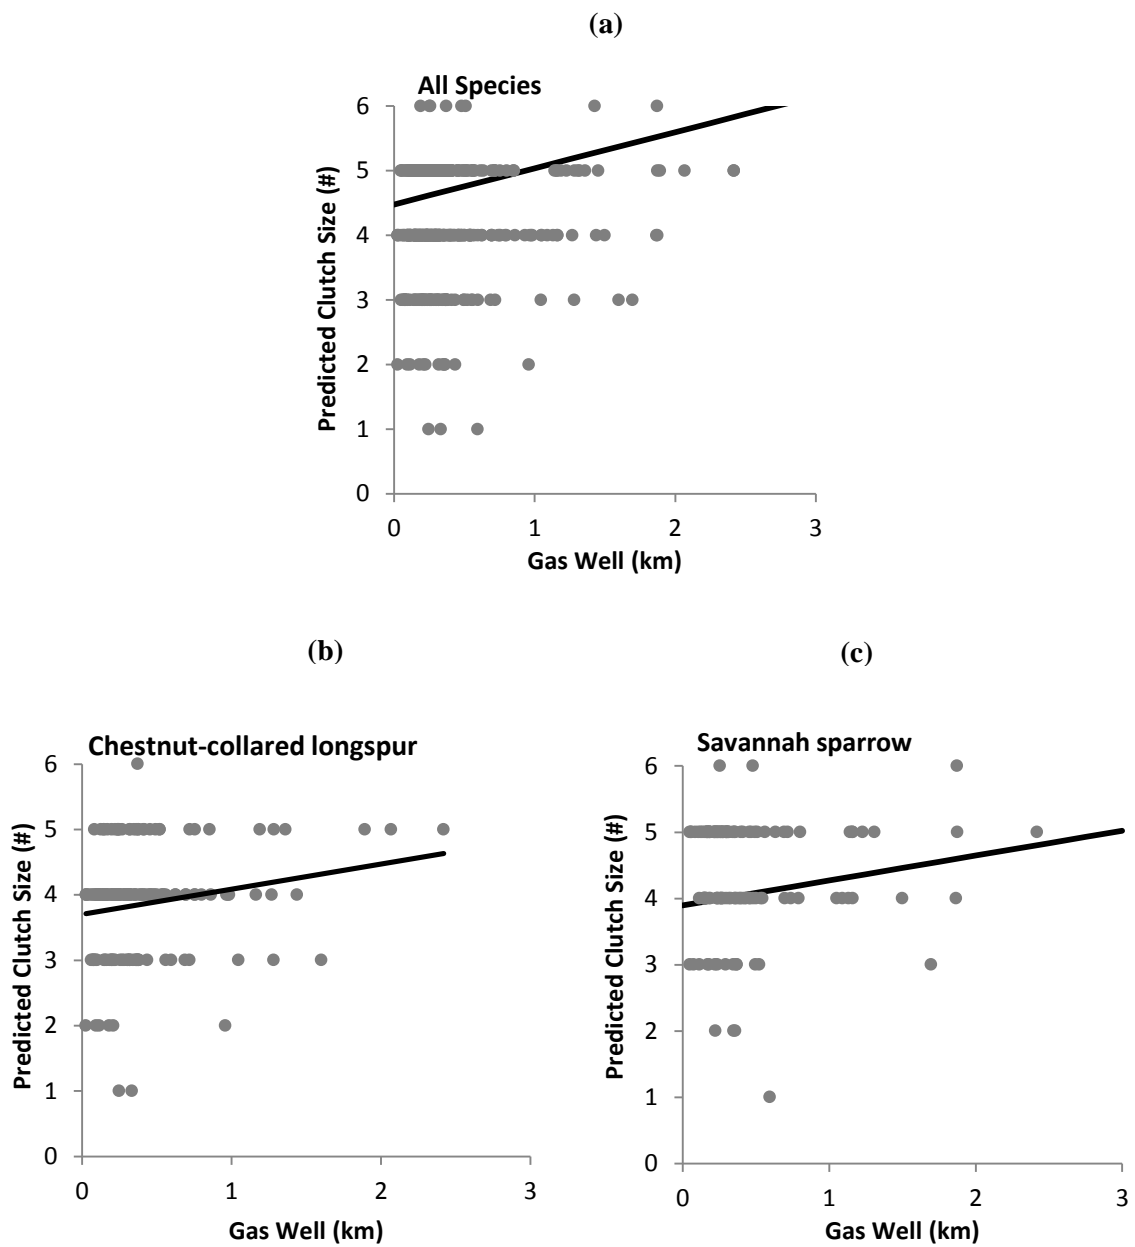 (a)
All Species
Predicted Clutch Size (#)
6
5
4
3
2
1
0
0 1 2 3
Gas Well (km)
(b)
Chestnut-collared longspur
Predicted Clutch Size (#)
6
5
4
3
2
1
0
0 1 2 3
Gas Well (km)
(c)
Savannah sparrow
Predicted Clutch Size (#)
6
5
4
3
2
1
0
0 1 2 3
Gas Well (km)